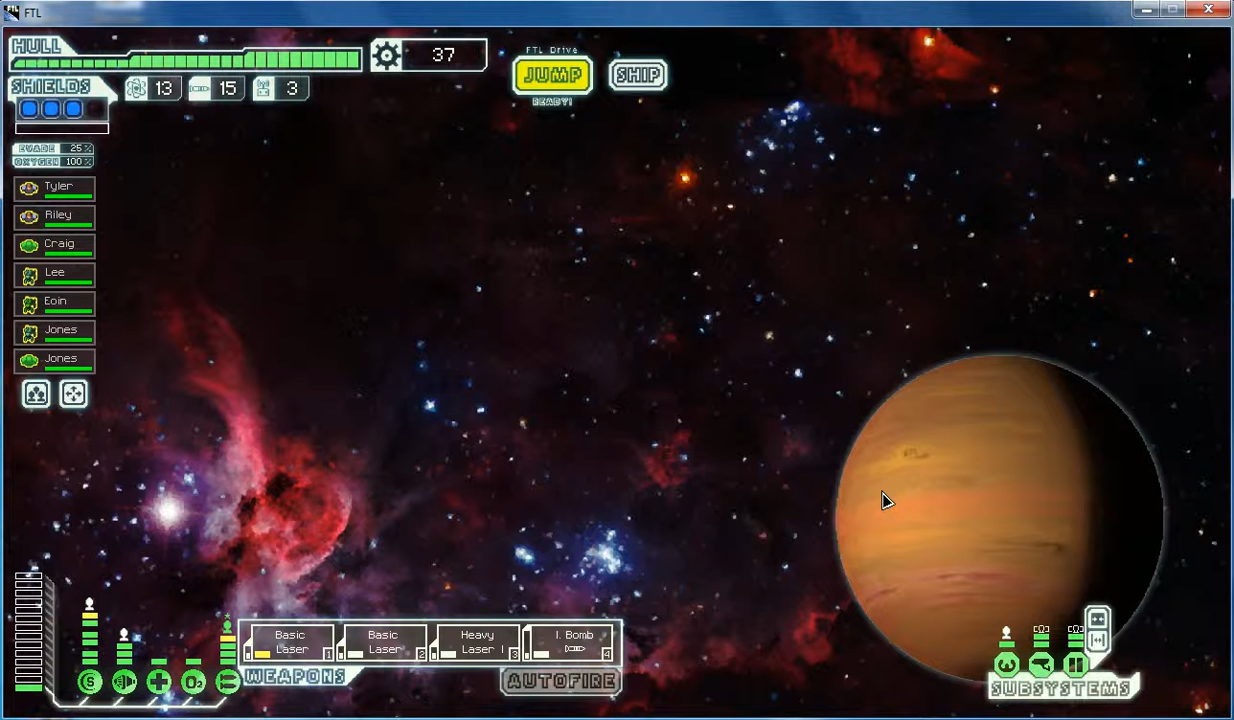 FTL
HULL
37
FTL Drive
JUMP
READY!
SHIP
SHIELDS
13
15
3
EVADE 25%
OXYGEN 100%
Tyler
Riley
Craig
Lee
Eoin
Jones
Jones
Basic Laser 1
Basic Laser 2
Heavy Laser I 3
I. Bomb 4
S
O2
WEAPONS
AUTOFIRE
SUBSYSTEMS